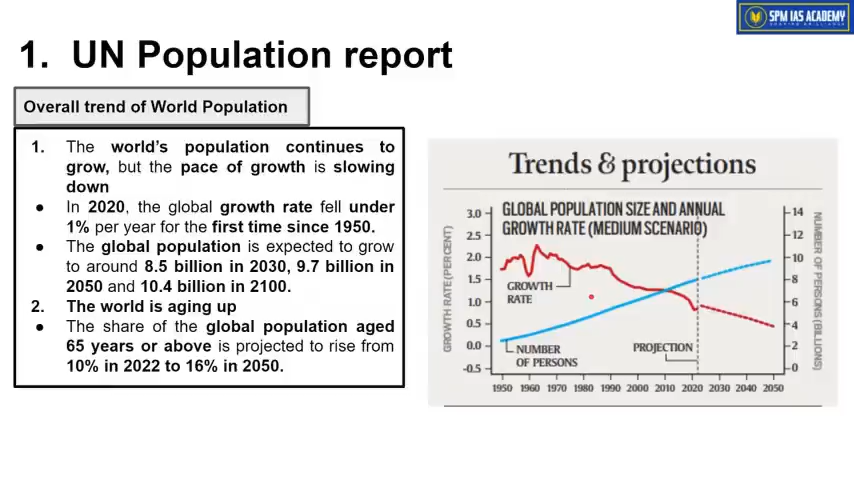 SPM IAS ACADEMY
1. UN Population report
Overall trend of World Population
1. The world's population continues to
grow, but the pace of growth is slowing
down
● In 2020, the global growth rate fell under
1% per year for the first time since 1950.
● The global population is expected to grow
to around 8.5 billion in 2030, 9.7 billion in
2050 and 10.4 billion in 2100.
2. The world is aging up
● The share of the global population aged
65 years or above is projected to rise from
10% in 2022 to 16% in 2050.
Trends & projections
GLOBAL POPULATION SIZE AND ANNUAL
GROWTH RATE (MEDIUM SCENARIO)
GROWTH RATE (PERCENT)
3.0
2.5
2.0
1.5
1.0
0.5
0.0
-0.5
GROWTH
RATE
NUMBER
OF PERSONS
PROJECTION
14
12
10
8
6
4
2
0
NUMBER OF PERSONS (BILLIONS)
1950 1960 1970 1980 1990 2000 2010 2020 2030 2040 2050